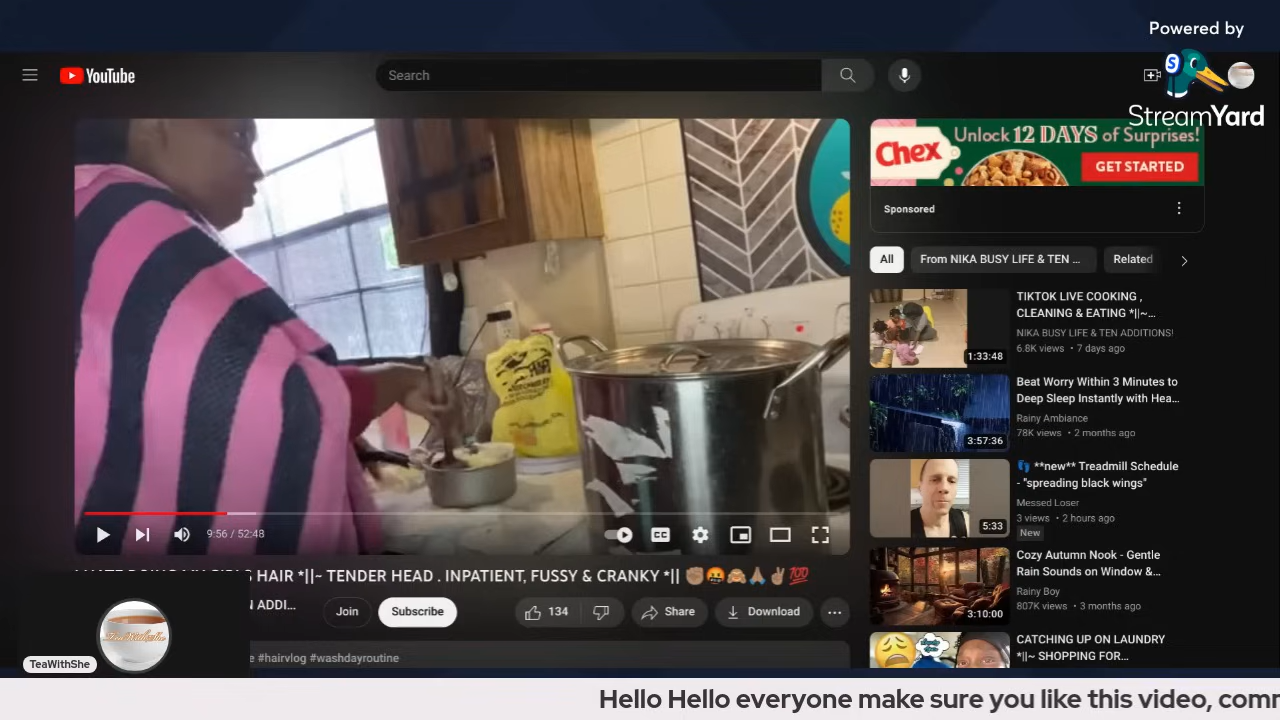 Powered by
StreamYard
YouTube
Search
Chex
Unlock 12 DAYS of Surprises!
GET STARTED
Sponsored
All
From NIKA BUSY LIFE & TEN ...
Related
TIKTOK LIVE COOKING ,
CLEANING & EATING *||~...
NIKA BUSY LIFE & TEN ADDITIONS!
6.8K views • 7 days ago
1:33:48
Beat Worry Within 3 Minutes to
Deep Sleep Instantly with Hea...
Rainy Ambiance
78K views • 2 months ago
3:57:36
👣 **new** Treadmill Schedule
- "spreading black wings"
Messed Loser
3 views • 2 hours ago
New
5:33
Cozy Autumn Nook - Gentle
Rain Sounds on Window &...
Rainy Boy
807K views • 3 months ago
3:10:00
CATCHING UP ON LAUNDRY
*||~ SHOPPING FOR...
9:56 / 52:48
CC
HAIR *||~ TENDER HEAD . INPATIENT, FUSSY & CRANKY *|| ✊🏽🤬🙈🙏🏽✌🏽💯
N ADDI...
Join
Subscribe
134
Share
Download
#hairvlog #washdayroutine
TeaWithShe
TeaWithShe
Hello Hello everyone make sure you like this video, comm